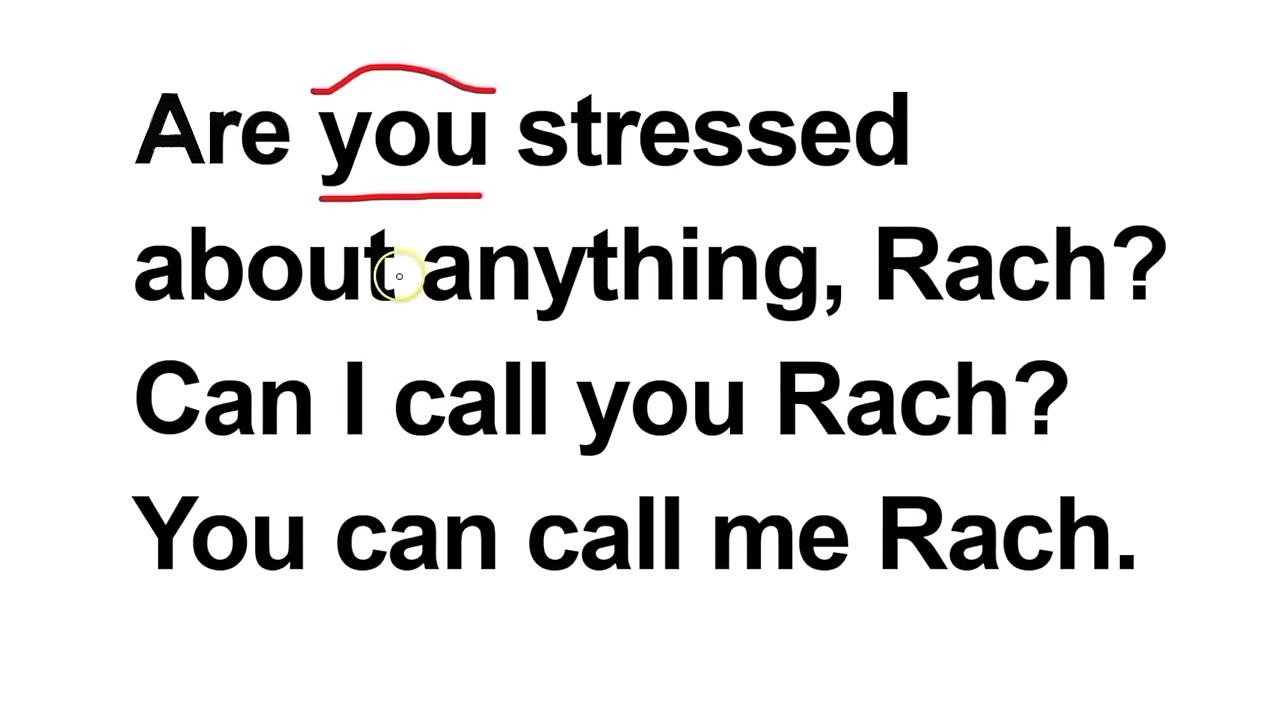 Are you stressed
about anything, Rach?
Can I call you Rach?
You can call me Rach.